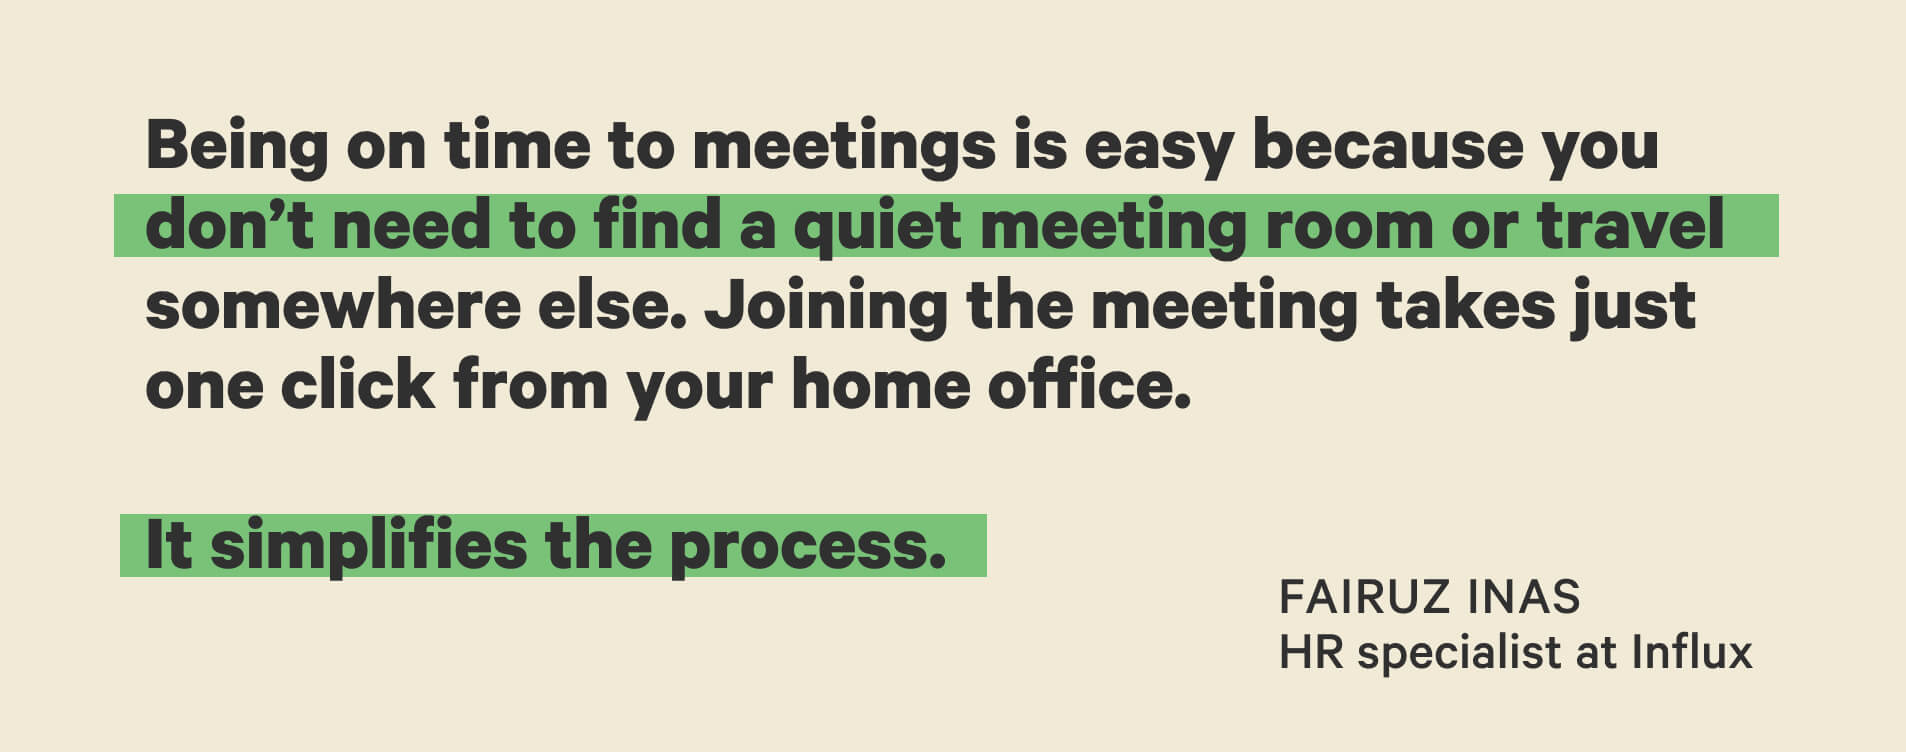 Being on time to meetings is easy because you
don’t need to find a quiet meeting room or travel
somewhere else. Joining the meeting takes just
one click from your home office.
It simplifies the process.
FAIRUZ INAS
HR specialist at Influx